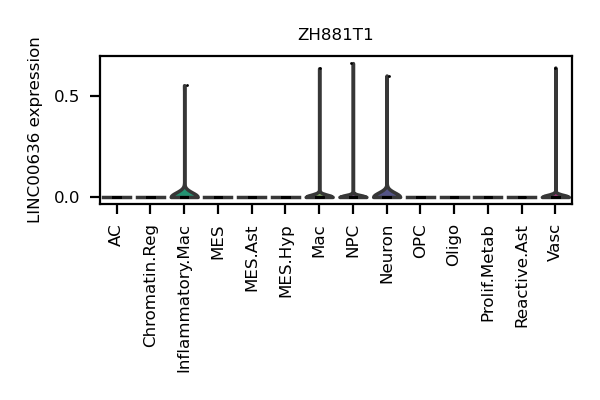 ZH881T1
LINC00636 expression
0.5
0.0
AC
Chromatin.Reg
Inflammatory.Mac
MES
MES.Ast
MES.Hyp
Mac
NPC
Neuron
OPC
Oligo
Prolif.Metab
Reactive.Ast
Vasc